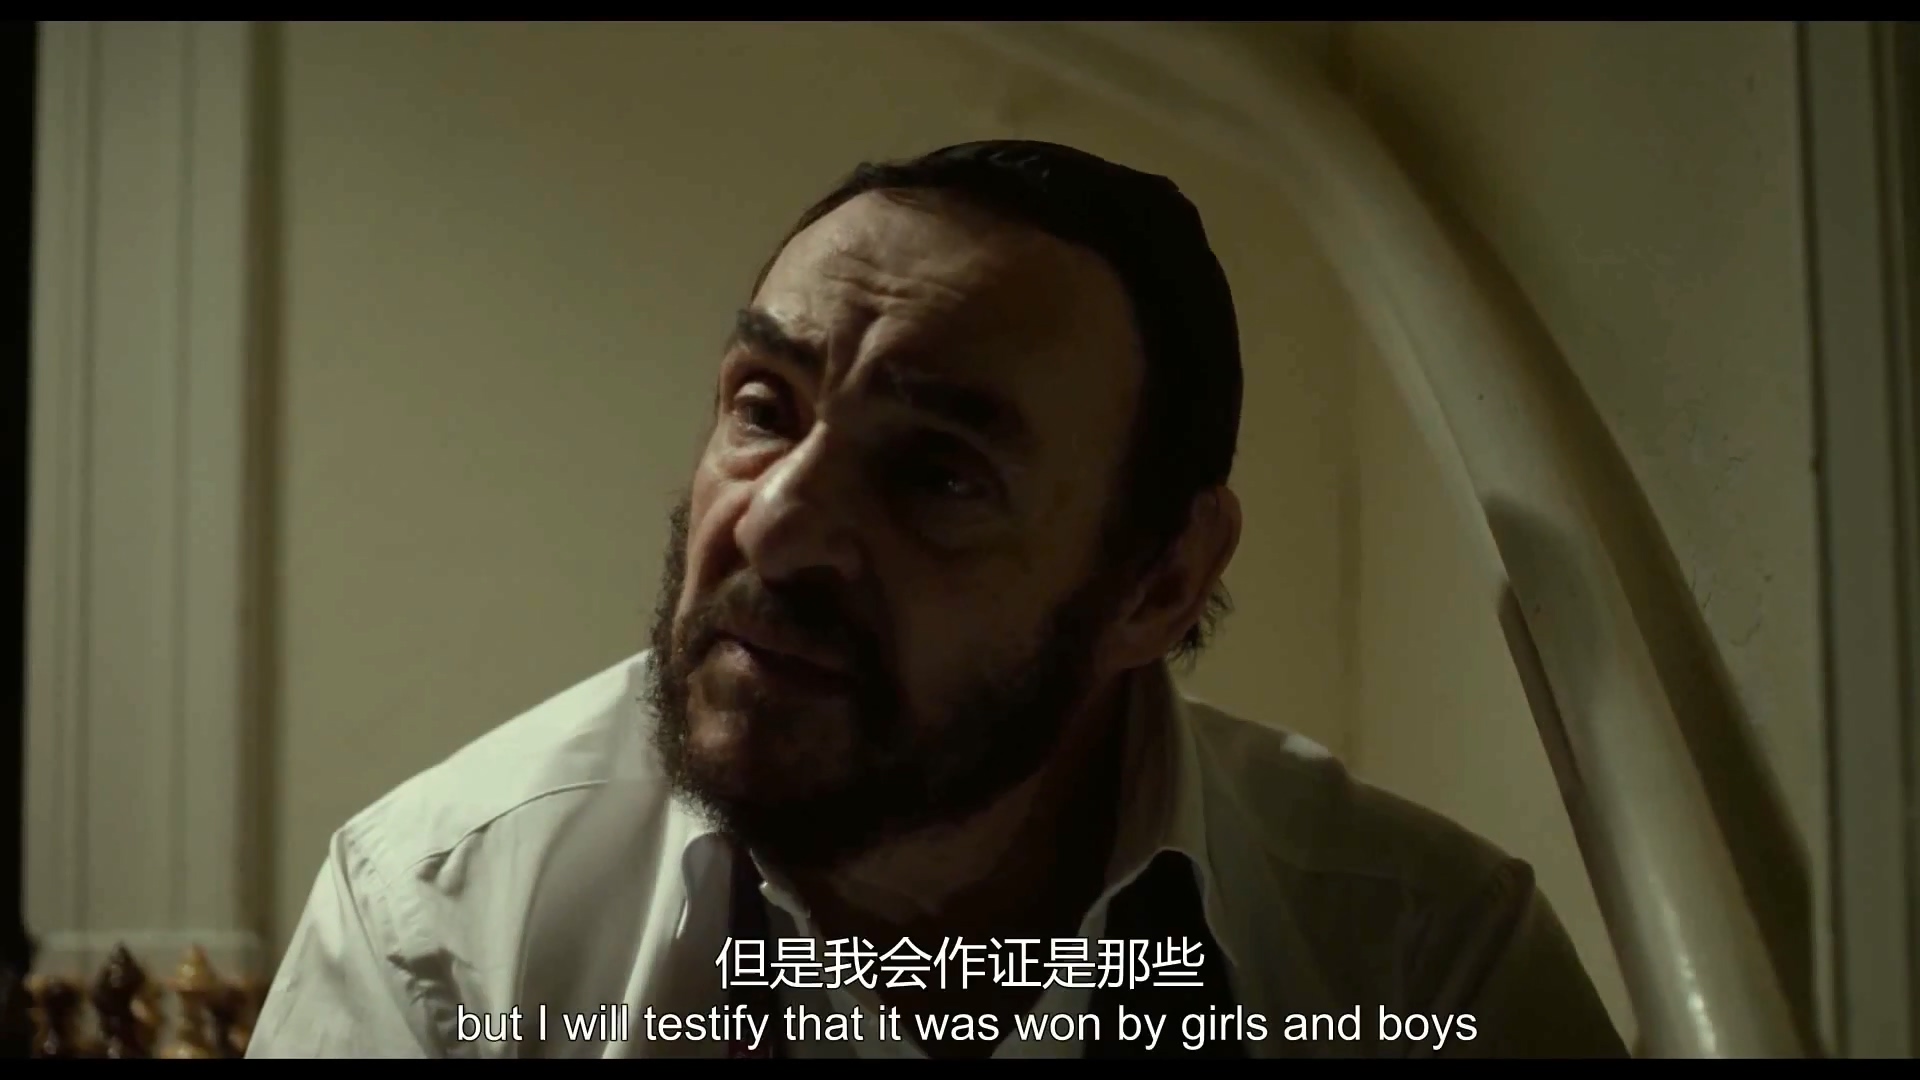 但是我会作证是那些
but I will testify that it was won by girls and boys